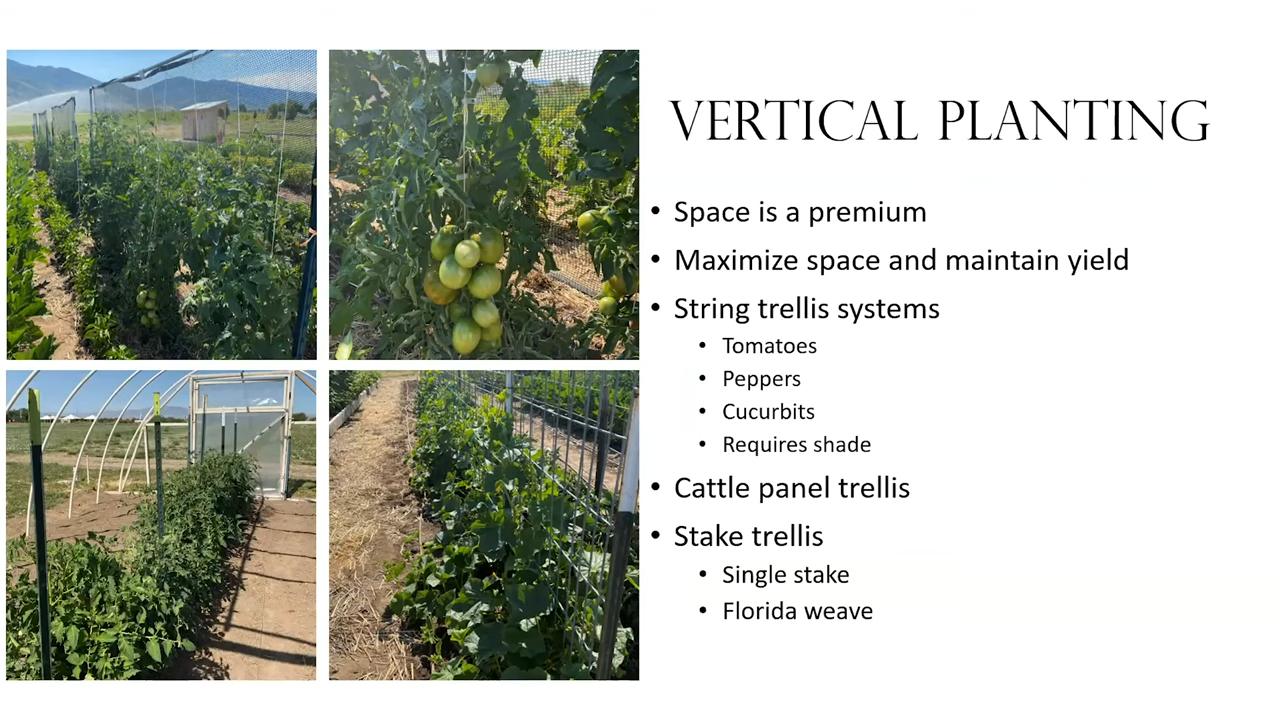 VERTICAL PLANTING
• Space is a premium
• Maximize space and maintain yield
• String trellis systems
• Tomatoes
• Peppers
• Cucurbits
• Requires shade
• Cattle panel trellis
• Stake trellis
• Single stake
• Florida weave